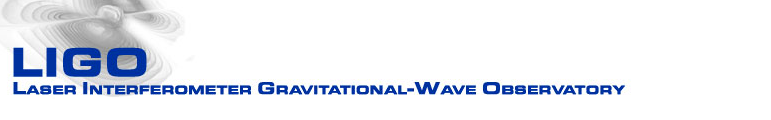 LIGO
Laser Interferometer Gravitational-Wave Observatory